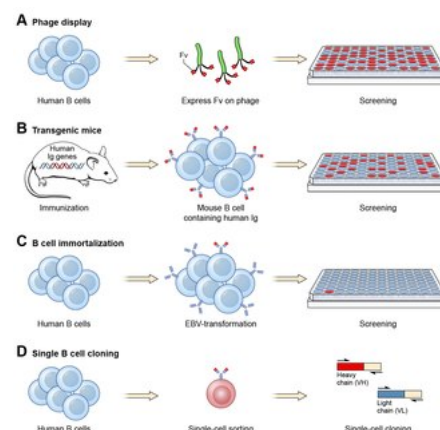 A Phage display
Fv
Human B cells
Express Fv on phage
Screening
B Transgenic mice
Human
Ig genes
Immunization
Mouse B cell
containing human Ig
Screening
C B cell immortalization
Human B cells
EBV-transformation
Screening
D Single B cell cloning
Heavy
chain (VH)
Light
chain (VL)
Human B cells
Single-cell sorting
Single-cell cloning